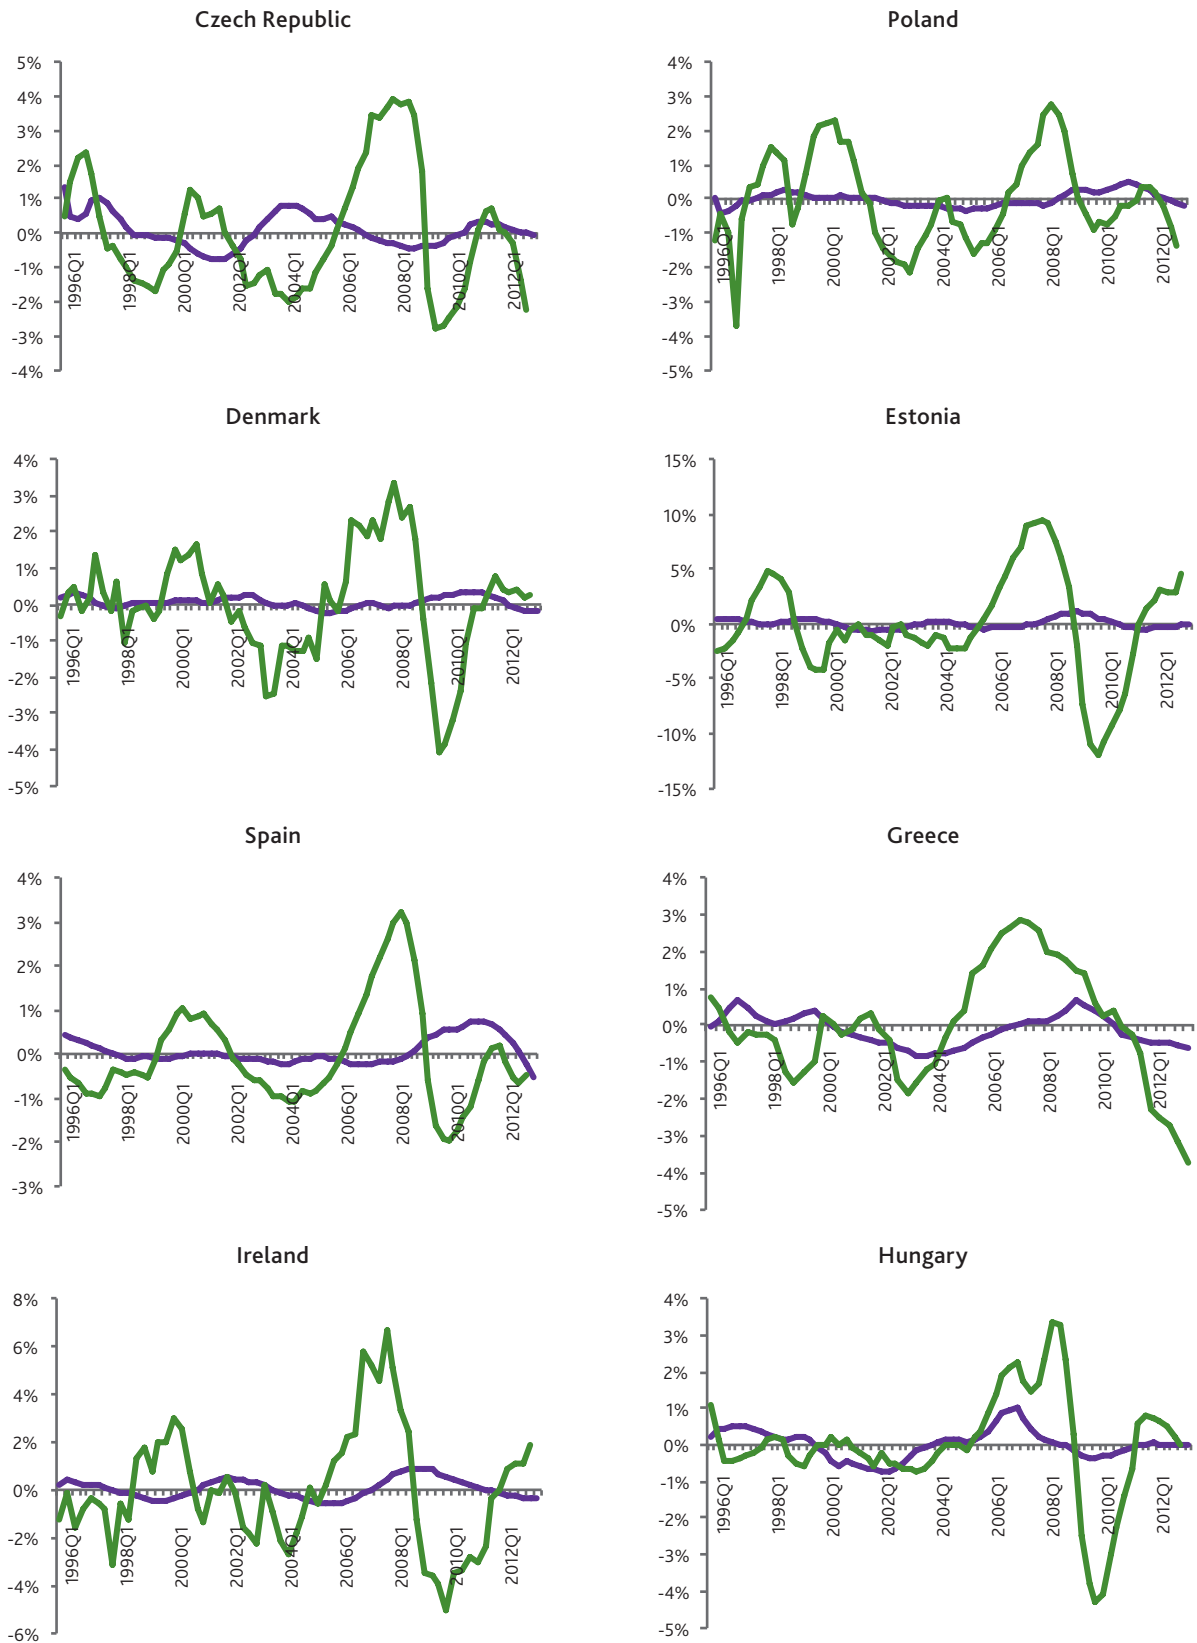 Czech Republic
5%
4%
3%
2%
1%
0%
-1%
-2%
-3%
-4%
1996Q1
1998Q1
2000Q1
2002Q1
2004Q1
2006Q1
2008Q1
2010Q1
2012Q1
Poland
4%
3%
2%
1%
0%
-1%
-2%
-3%
-4%
-5%
1996Q1
1998Q1
2000Q1
2002Q1
2004Q1
2006Q1
2008Q1
2010Q1
2012Q1
Denmark
4%
3%
2%
1%
0%
-1%
-2%
-3%
-4%
-5%
1996Q1
1998Q1
2000Q1
2002Q1
2004Q1
2006Q1
2008Q1
2010Q1
2012Q1
Estonia
15%
10%
5%
0%
-5%
-10%
-15%
1996Q1
1998Q1
2000Q1
2002Q1
2004Q1
2006Q1
2008Q1
2010Q1
2012Q1
Spain
4%
3%
2%
1%
0%
-1%
-2%
-3%
1996Q1
1998Q1
2000Q1
2002Q1
2004Q1
2006Q1
2008Q1
2010Q1
2012Q1
Greece
4%
3%
2%
1%
0%
-1%
-2%
-3%
-4%
-5%
1996Q1
1998Q1
2000Q1
2002Q1
2004Q1
2006Q1
2008Q1
2010Q1
2012Q1
Ireland
8%
6%
4%
2%
0%
-2%
-4%
-6%
1996Q1
1998Q1
2000Q1
2002Q1
2004Q1
2006Q1
2008Q1
2010Q1
2012Q1
Hungary
4%
3%
2%
1%
0%
-1%
-2%
-3%
-4%
-5%
1996Q1
1998Q1
2000Q1
2002Q1
2004Q1
2006Q1
2008Q1
2010Q1
2012Q1